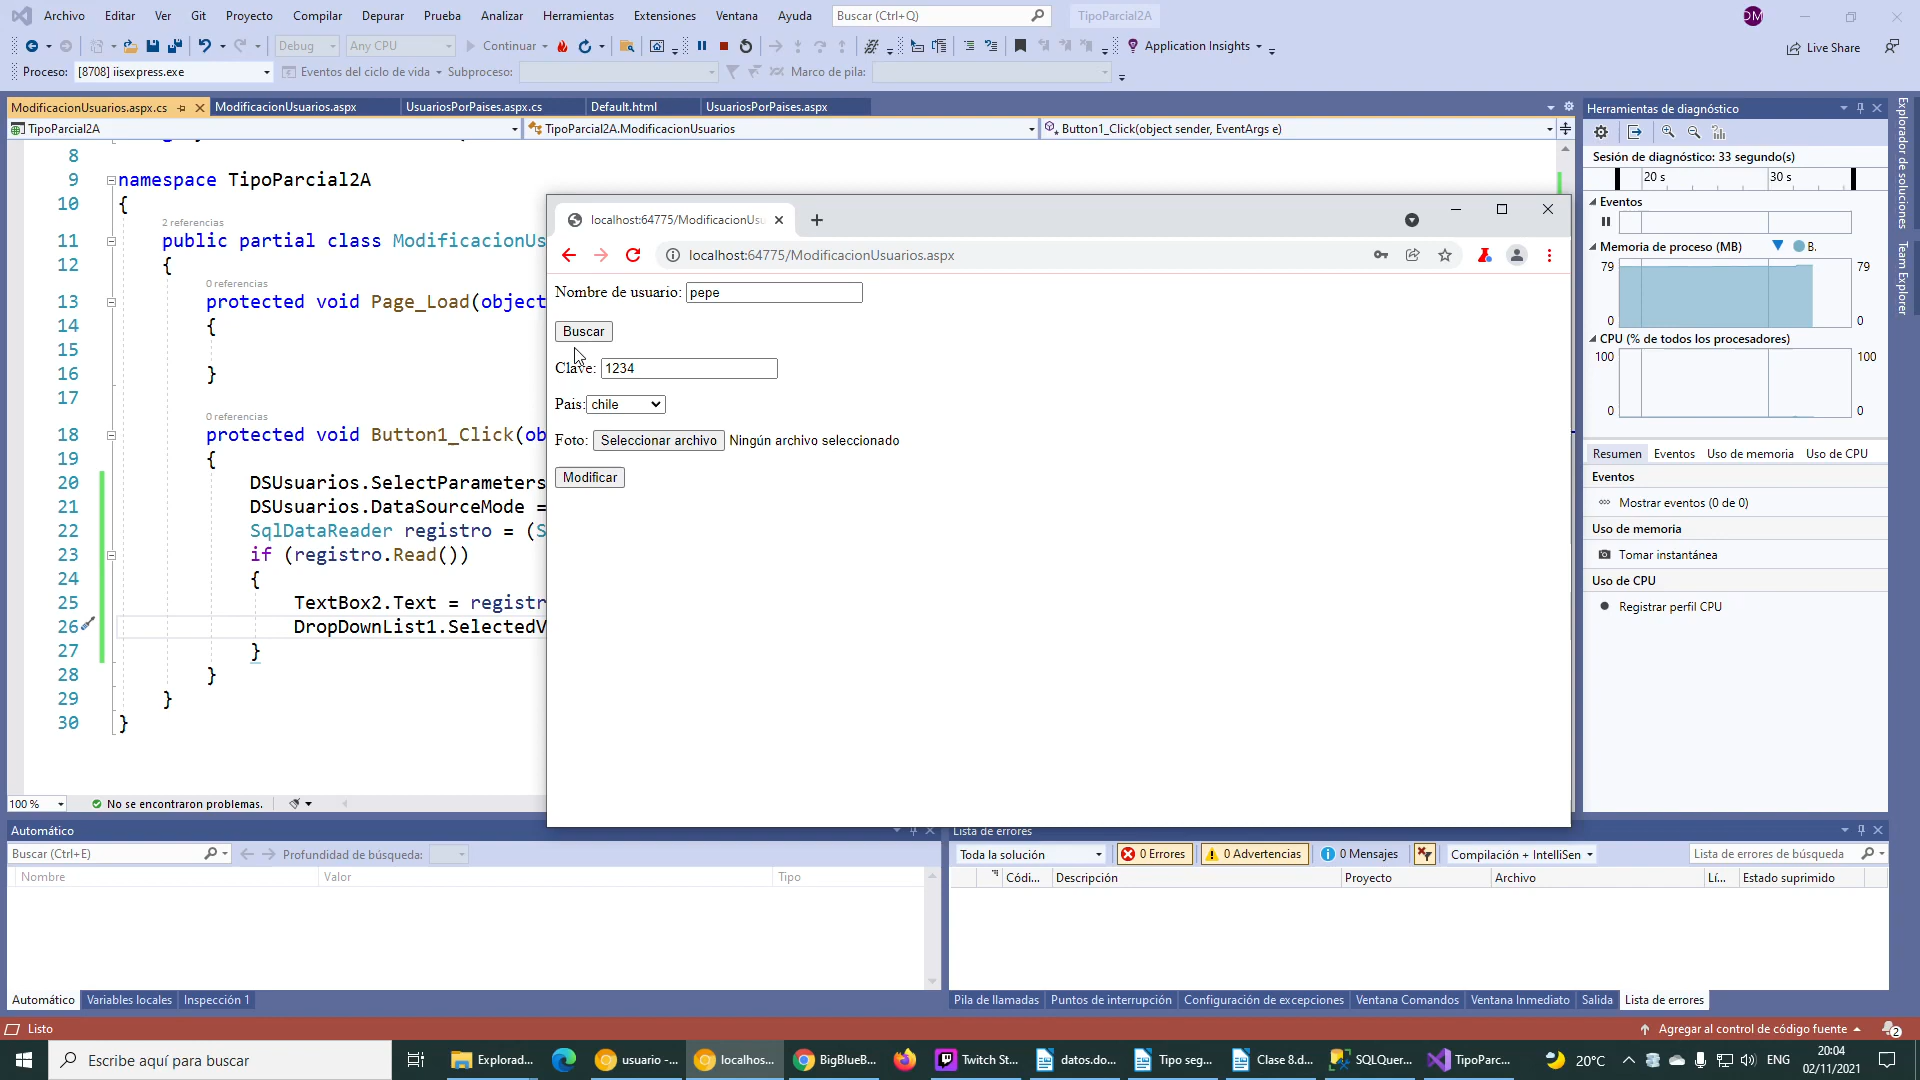 Archivo Editar Ver Git Proyecto Compilar Depurar Prueba Analizar Herramientas Extensiones Ventana Ayuda Buscar (Ctrl+Q) TipoParcial2A DM
Debug Any CPU Continuar Application Insights Live Share
Proceso: [8708] iisexpress.exe Eventos del ciclo de vida Subproceso: Marco de pila:
ModificacionUsuarios.aspx.cs ModificacionUsuarios.aspx UsuariosPorPaises.aspx.cs Default.html UsuariosPorPaises.aspx
TipoParcial2A TipoParcial2A.ModificacionUsuarios Button1_Click(object sender, EventArgs e)
8
9 namespace TipoParcial2A
10 {
2 referencias
11 public partial class ModificacionUs
12 {
0 referencias
13 protected void Page_Load(object
14 {
15
16 }
17
0 referencias
18 protected void Button1_Click(ob
19 {
20 DSUsuarios.SelectParameters
21 DSUsuarios.DataSourceMode =
22 SqlDataReader registro = (S
23 if (registro.Read())
24 {
25 TextBox2.Text = registr
26 DropDownList1.SelectedV
27 }
28 }
29 }
30 }
100 % No se encontraron problemas.
localhost:64775/ModificacionUsu
localhost:64775/ModificacionUsuarios.aspx
Nombre de usuario: pepe
Buscar
Clave: 1234
Pais: chile
Foto: Seleccionar archivo Ningún archivo seleccionado
Modificar
Herramientas de diagnóstico
Sesión de diagnóstico: 33 segundo(s)
20 s 30 s
Eventos
Memoria de proceso (MB) B.
79 79
0 0
CPU (% de todos los procesadores)
100 100
0 0
Resumen Eventos Uso de memoria Uso de CPU
Eventos
Mostrar eventos (0 de 0)
Uso de memoria
Tomar instantánea
Uso de CPU
Registrar perfil CPU
Explorador de soluciones
Team Explorer
Automático
Buscar (Ctrl+E) Profundidad de búsqueda:
Nombre Valor Tipo
Automático Variables locales Inspección 1
Lista de errores
Toda la solución 0 Errores 0 Advertencias 0 Mensajes Compilación + IntelliSen Lista de errores de búsqueda
Códi... Descripción Proyecto Archivo Lí... Estado suprimido
Pila de llamadas Puntos de interrupción Configuración de excepciones Ventana Comandos Ventana Inmediato Salida Lista de errores
Listo Agregar al control de código fuente 2
Escribe aquí para buscar Explorad... usuario -... localhos... BigBlueB... Twitch St... datos.do... Tipo seg... Clase 8.d... SQLQuer... TipoParc... 20°C ENG 20:04
02/11/2021